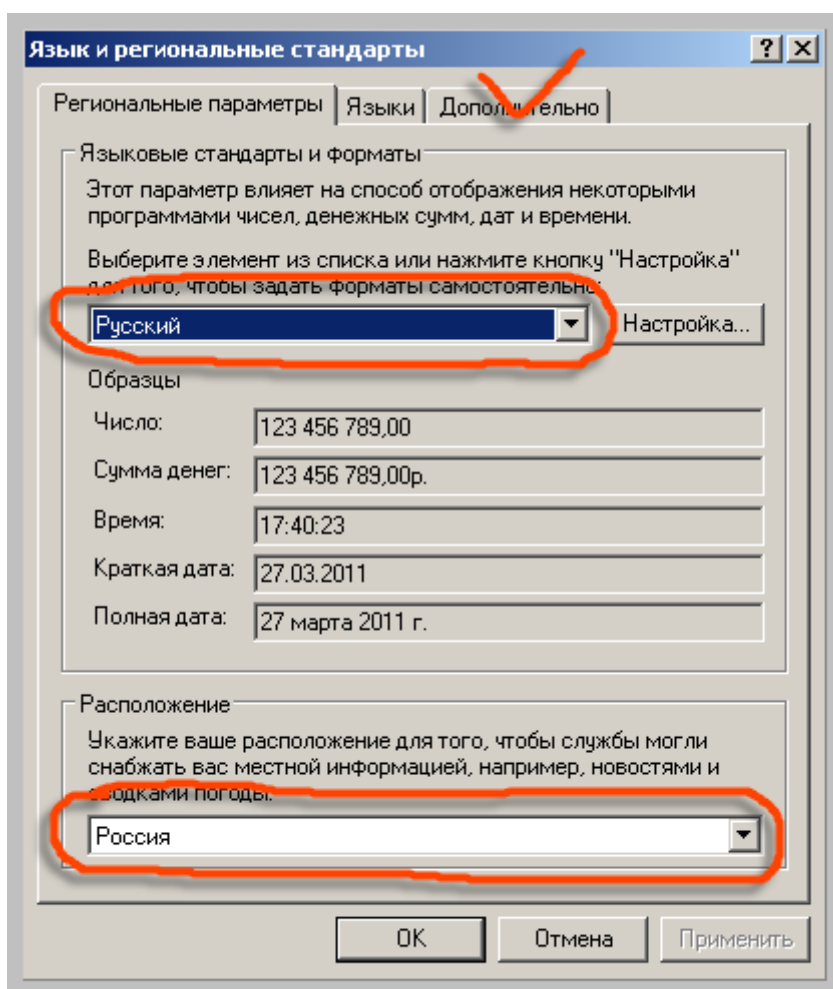 Язык и региональные стандарты
Региональные параметры Языки Дополнительно
Языковые стандарты и форматы
Этот параметр влияет на способ отображения некоторыми
программами чисел, денежных сумм, дат и времени.
Выберите элемент из списка или нажмите кнопку "Настройка"
для того, чтобы задать форматы самостоятельно:
Русский Настройка...
Образцы
Число: 123 456 789,00
Сумма денег: 123 456 789,00р.
Время: 17:40:23
Краткая дата: 27.03.2011
Полная дата: 27 марта 2011 г.
Расположение
Укажите ваше расположение для того, чтобы службы могли
снабжать вас местной информацией, например, новостями и
сводками погоды:
Россия
OK Отмена Применить